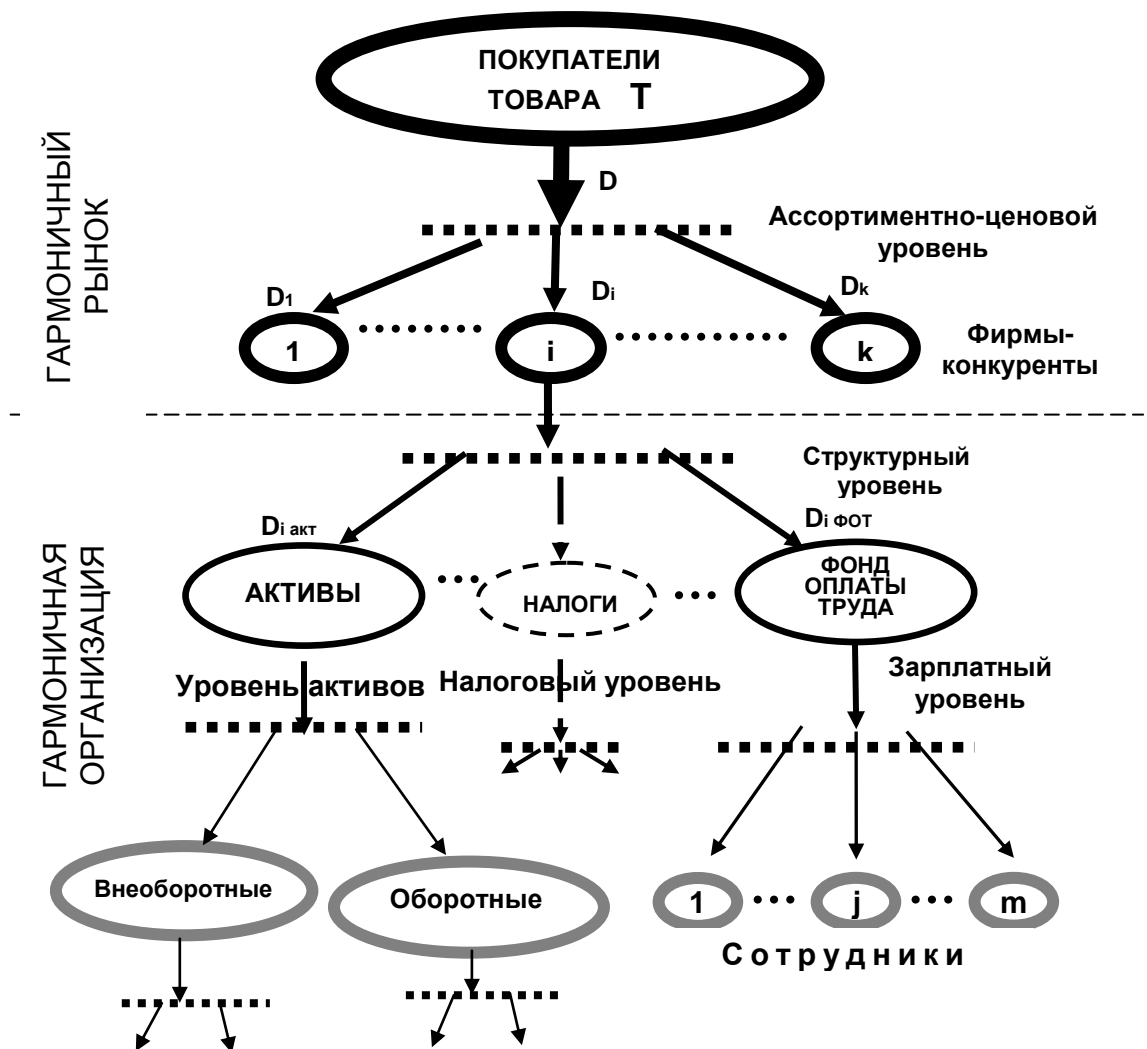 ПОКУПАТЕЛИ
ТОВАРА T
D
Ассортиментно-ценовой
уровень
D1
Di
Dk
1
i
k
Фирмы-
конкуренты
ГАРМОНИЧНЫЙ
РЫНОК
Структурный
уровень
Di акт
Di ФОТ
АКТИВЫ
НАЛОГИ
ФОНД
ОПЛАТЫ
ТРУДА
Уровень активов
Налоговый уровень
Зарплатный
уровень
ГАРМОНИЧНАЯ
ОРГАНИЗАЦИЯ
Внеоборотные
Оборотные
1
j
m
Сотрудники